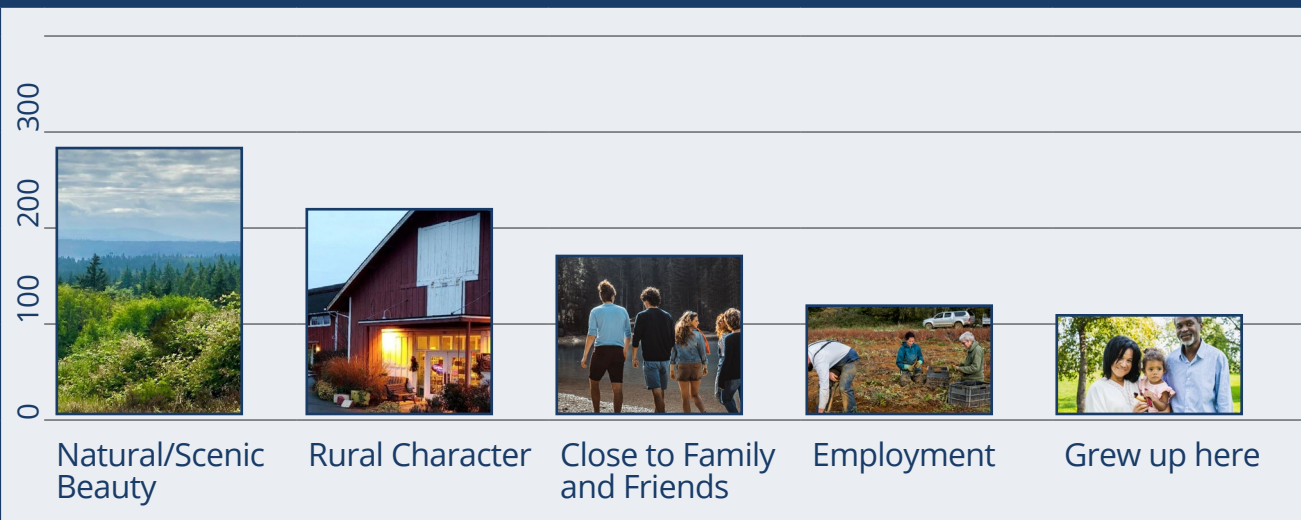 300
200
100
0
Natural/Scenic
Beauty
Rural Character
Close to Family
and Friends
Employment
Grew up here